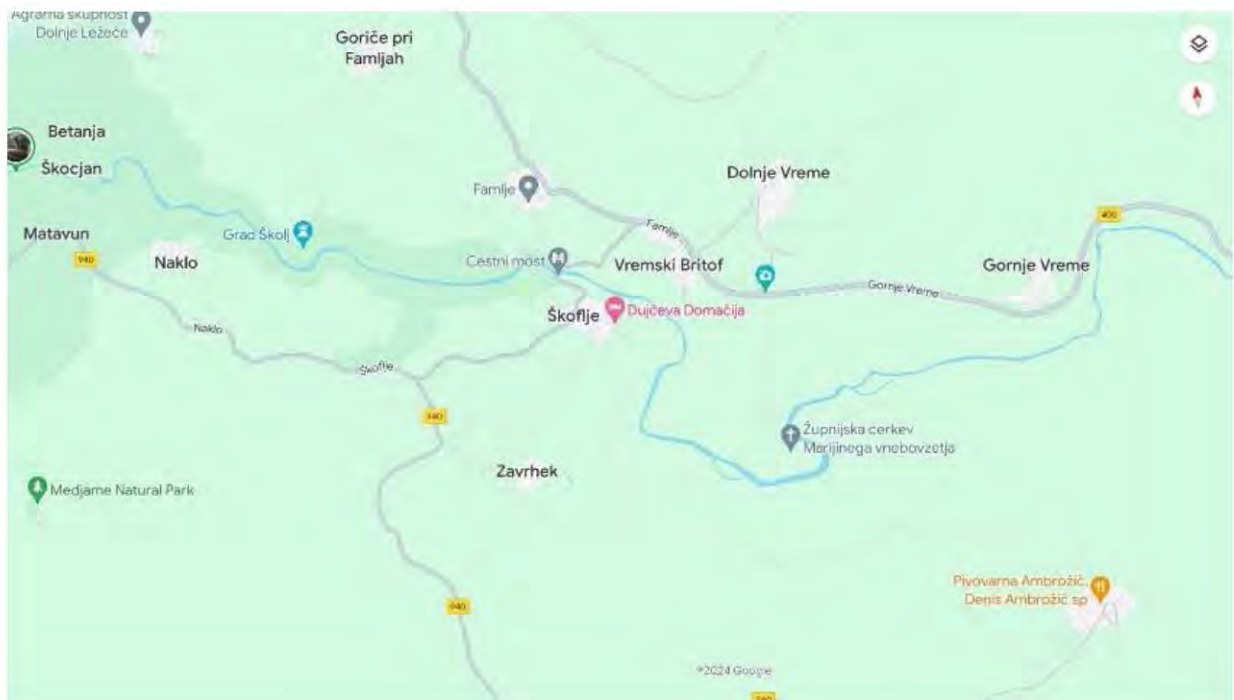 Agrarna skupnost
Dolnje Ležeče
Goriče pri
Famljah
Betanja
Škocjan
Famlje
Dolnje Vreme
400
Matavun
Grad Školj
Famlje
940
Naklo
Cestni most
Vremski Britof
Gornje Vreme
Gornje Vreme
Škoflje
Dujčeva Domačija
Naklo
Škoflje
940
Župnijska cerkev
Marijinega vnebovzetja
Zavrhek
Medjame Natural Park
Pivovarna Ambrožič,
Denis Ambrožič sp
940
©2024 Google